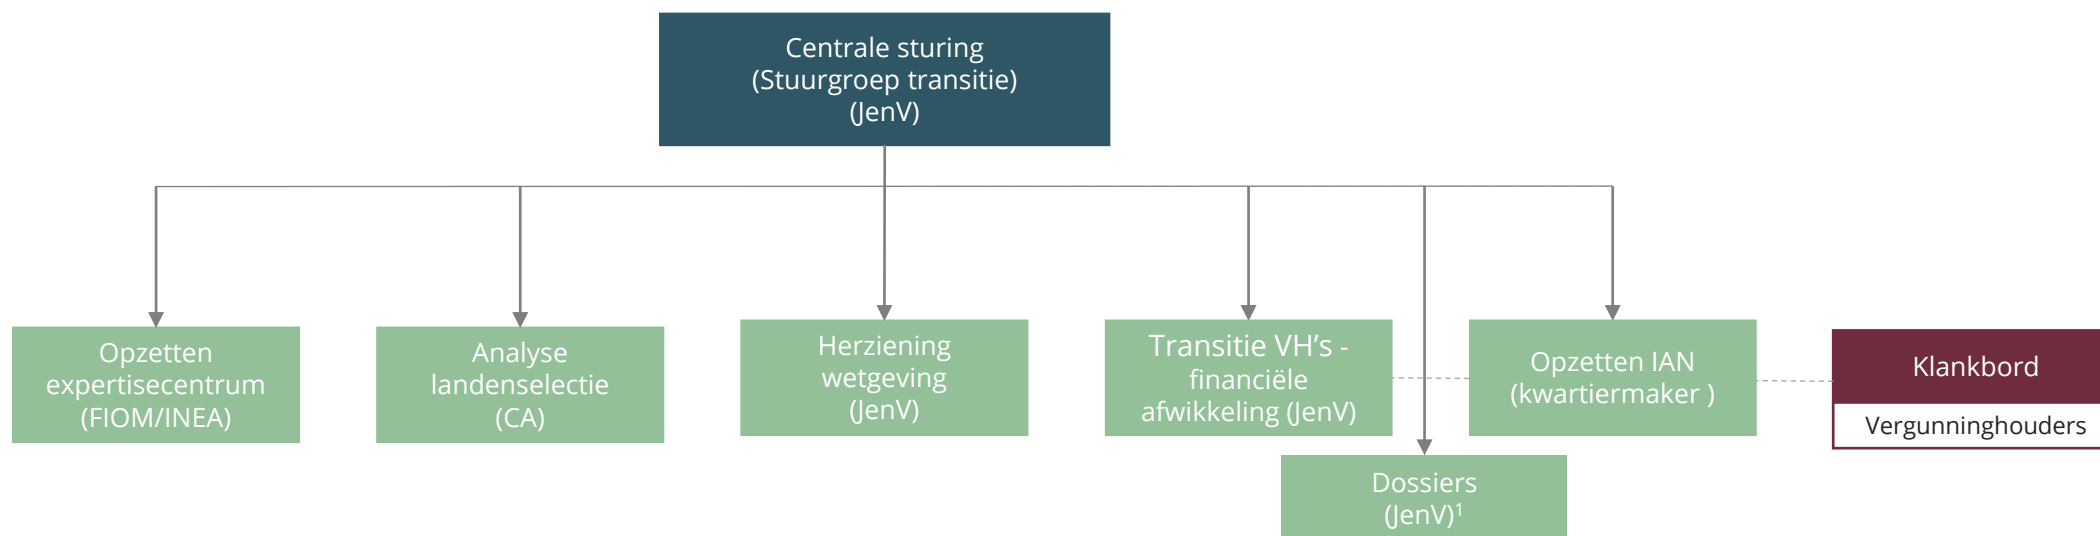 Centrale sturing
(Stuurgroep transitie)
(JenV)
Opzetten
expertisecentrum
(FIOM/INEA)
Analyse
landenselectie
(CA)
Herziening
wetgeving
(JenV)
Transitie VH’s -
financiële
afwikkeling (JenV)
Opzetten IAN
(kwartiermaker )
Klankbord
Vergunninghouders
Dossiers
(JenV)¹